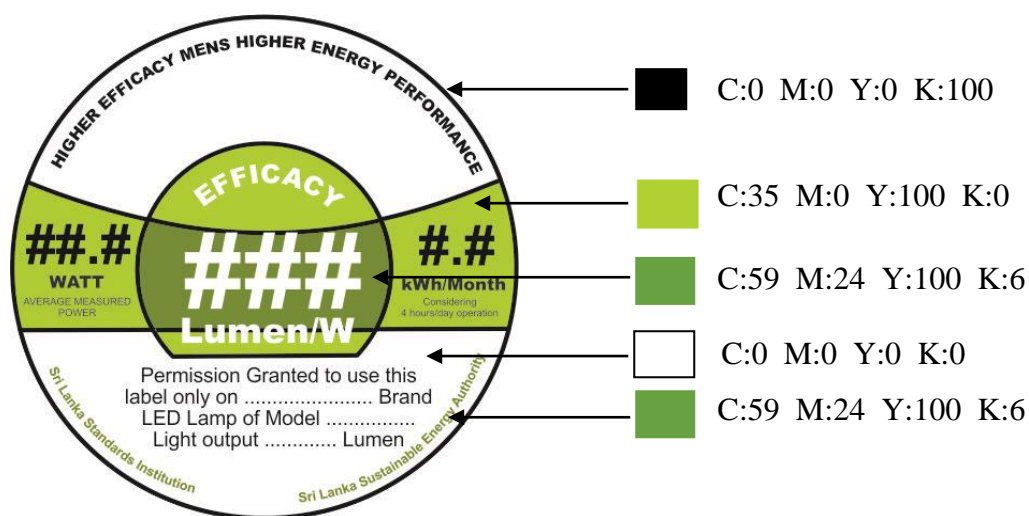 HIGHER EFFICACY MENS HIGHER ENERGY PERFORMANCE
C:0 M:0 Y:0 K:100
EFFICACY
C:35 M:0 Y:100 K:0
##.#
WATT
AVERAGE MEASURED
POWER
###
Lumen/W
#.#
kWh/Month
Considering
4 hours/day operation
C:59 M:24 Y:100 K:6
C:0 M:0 Y:0 K:0
Permission Granted to use this
label only on ....................... Brand
LED Lamp of Model ................
Light output ............. Lumen
C:59 M:24 Y:100 K:6
Sri Lanka Standards Institution
Sri Lanka Sustainable Energy Authority